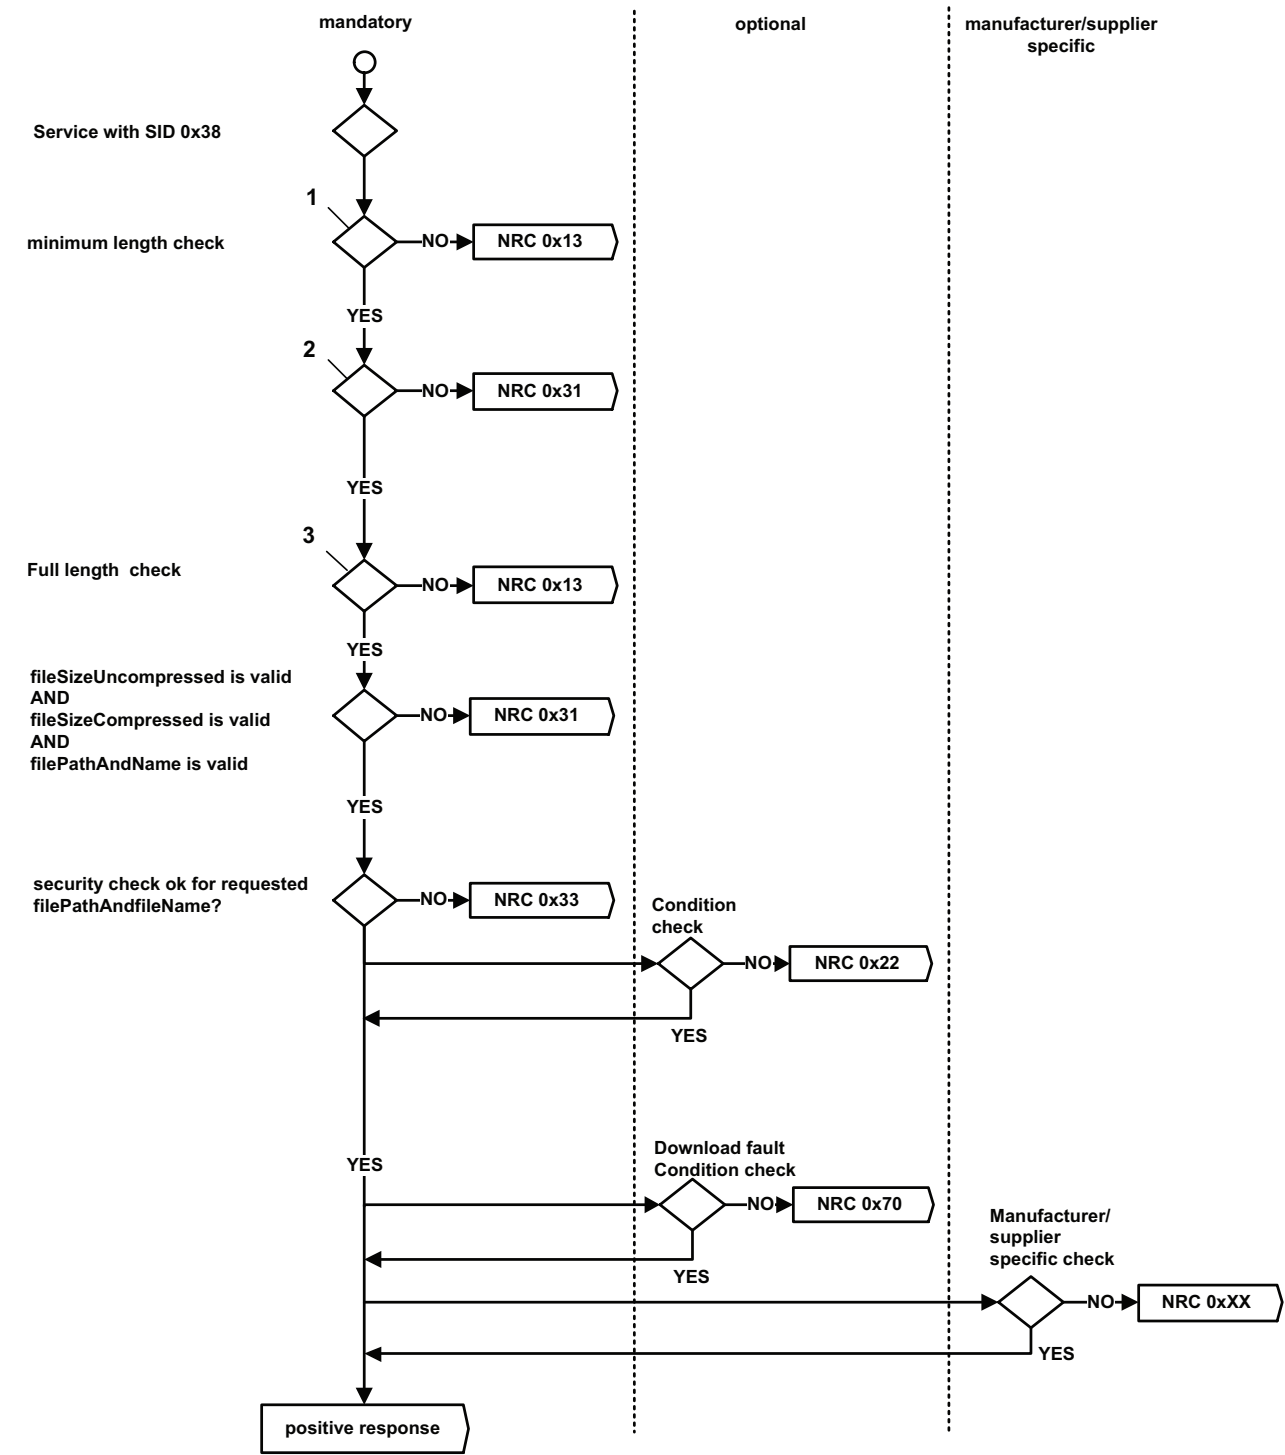 mandatory
optional
manufacturer/supplier
specific
Service with SID 0x38
1
minimum length check
NO
NRC 0x13
YES
2
NO
NRC 0x31
YES
3
Full length check
NO
NRC 0x13
YES
fileSizeUncompressed is valid
AND
fileSizeCompressed is valid
AND
filePathAndName is valid
NO
NRC 0x31
YES
security check ok for requested
filePathAndfileName?
NO
NRC 0x33
Condition
check
NO
NRC 0x22
YES
YES
Download fault
Condition check
NO
NRC 0x70
YES
Manufacturer/
supplier
specific check
NO
NRC 0xXX
YES
positive response